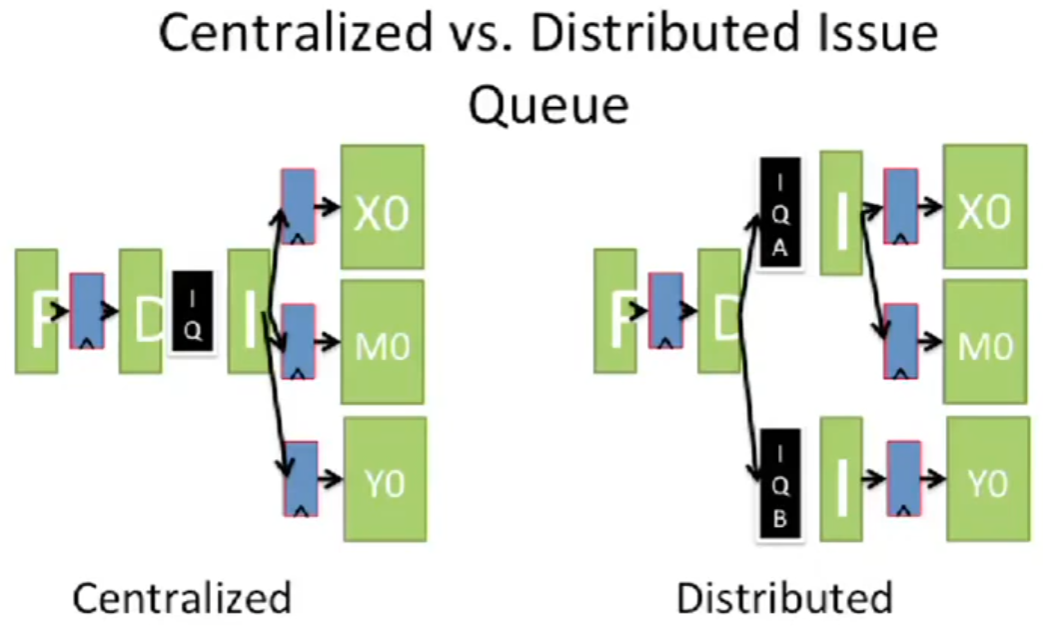 Centralized vs. Distributed Issue
Queue
F
D
I
Q
I
X0
M0
Y0
Centralized
F
D
I
Q
A
I
X0
M0
I
Q
B
I
Y0
Distributed